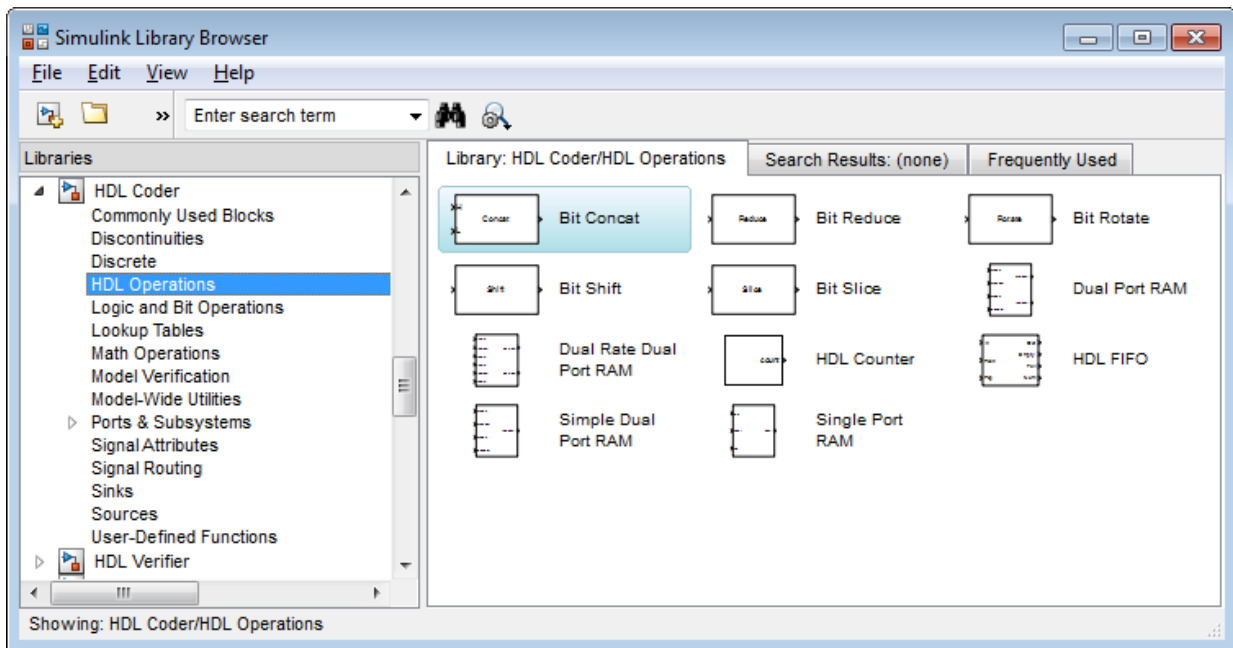 Simulink Library Browser
File Edit View Help
» Enter search term
Libraries
HDL Coder
Commonly Used Blocks
Discontinuities
Discrete
HDL Operations
Logic and Bit Operations
Lookup Tables
Math Operations
Model Verification
Model-Wide Utilities
Ports & Subsystems
Signal Attributes
Signal Routing
Sinks
Sources
User-Defined Functions
HDL Verifier
Library: HDL Coder/HDL Operations Search Results: (none) Frequently Used
Concat Bit Concat Reduce Bit Reduce Rotate Bit Rotate
Shift Bit Shift Slice Bit Slice Dual Port RAM
Dual Rate Dual
Port RAM
count HDL Counter
HDL FIFO
Simple Dual
Port RAM
Single Port
RAM
Showing: HDL Coder/HDL Operations